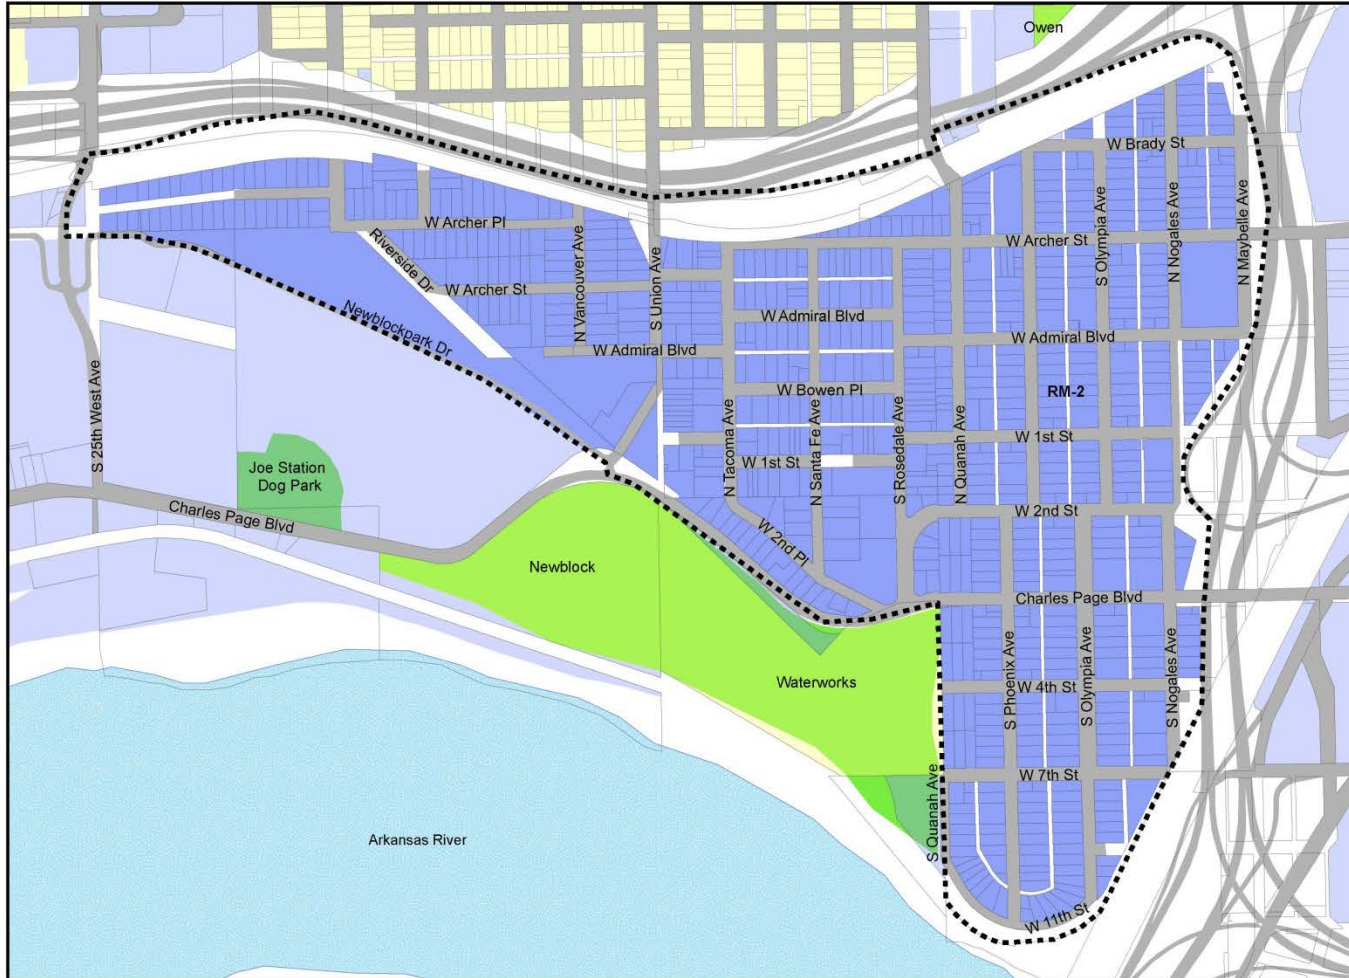 Owen
W Brady St
W Archer Pl
W Archer St
Riverside Dr
W Archer St
N Vancouver Ave
S Union Ave
S Olympia Ave
N Nogales Ave
N Maybelle Ave
Newblockpark Dr
W Admiral Blvd
W Admiral Blvd
W Admiral Blvd
S 25th West Ave
W Bowen Pl
RM-2
N Tacoma Ave
N Santa Fe Ave
S Rosedale Ave
N Quanah Ave
W 1st St
W 1st St
Joe Station
Dog Park
Charles Page Blvd
W 2nd St
W 2nd Pl
Newblock
Charles Page Blvd
Waterworks
S Phoenix Ave
S Olympia Ave
S Nogales Ave
W 4th St
W 7th St
S Quanah Ave
Arkansas River
W 11th St